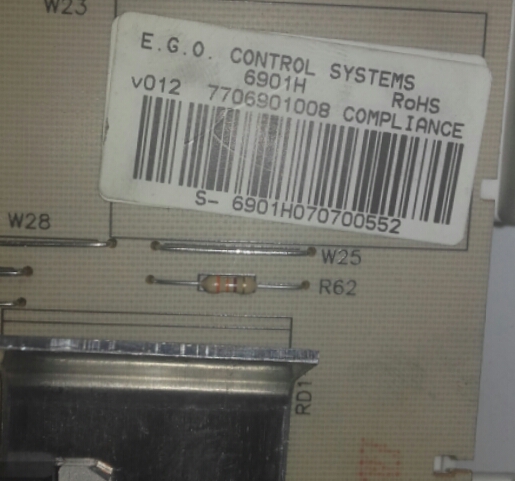 W23
E.G.O. CONTROL SYSTEMS
6901H
RoHS
v012 7706901008 COMPLIANCE
S- 6901H070700552
W28
W25
R62
RD1